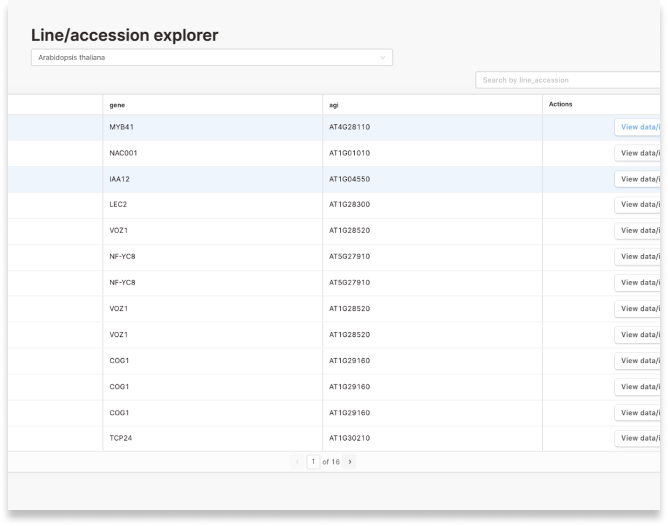 Line/accession explorer
Arabidopsis thaliana
Search by line_accession
gene agi Actions
MYB41 AT4G28110 View data/i
NAC001 AT1G01010 View data/i
IAA12 AT1G04550 View data/i
LEC2 AT1G28300 View data/i
VOZ1 AT1G28520 View data/i
NF-YC8 AT5G27910 View data/i
NF-YC8 AT5G27910 View data/i
VOZ1 AT1G28520 View data/i
VOZ1 AT1G28520 View data/i
COG1 AT1G29160 View data/i
COG1 AT1G29160 View data/i
COG1 AT1G29160 View data/i
TCP24 AT1G30210 View data/i
< 1 of 16 >